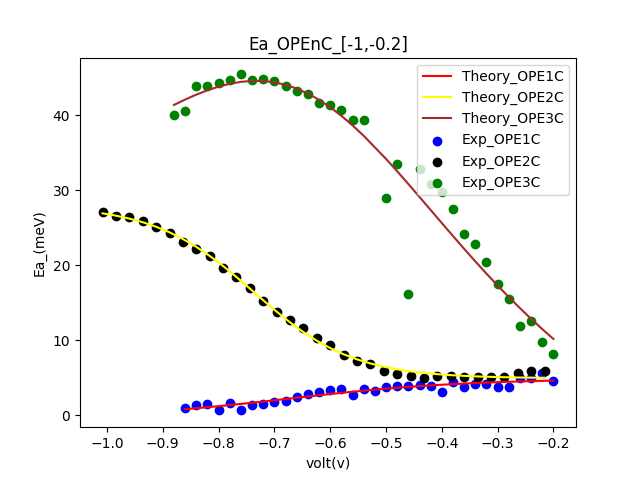 Ea_OPEnC_[-1,-0.2]
Theory_OPE1C
Theory_OPE2C
Theory_OPE3C
Exp_OPE1C
Exp_OPE2C
Exp_OPE3C
Ea_(meV)
40
30
20
10
0
−1.0 −0.9 −0.8 −0.7 −0.6 −0.5 −0.4 −0.3 −0.2
volt(v)